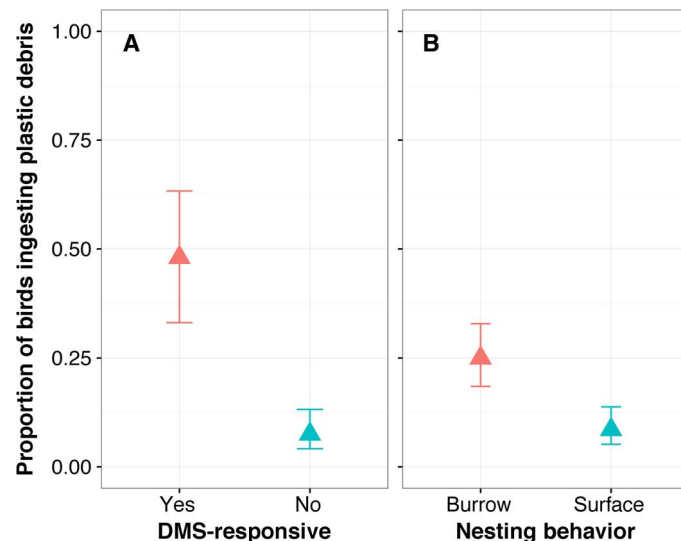 Proportion of birds ingesting plastic debris
1.00
0.75
0.50
0.25
0.00
A
Yes
No
DMS-responsive
B
Burrow
Surface
Nesting behavior